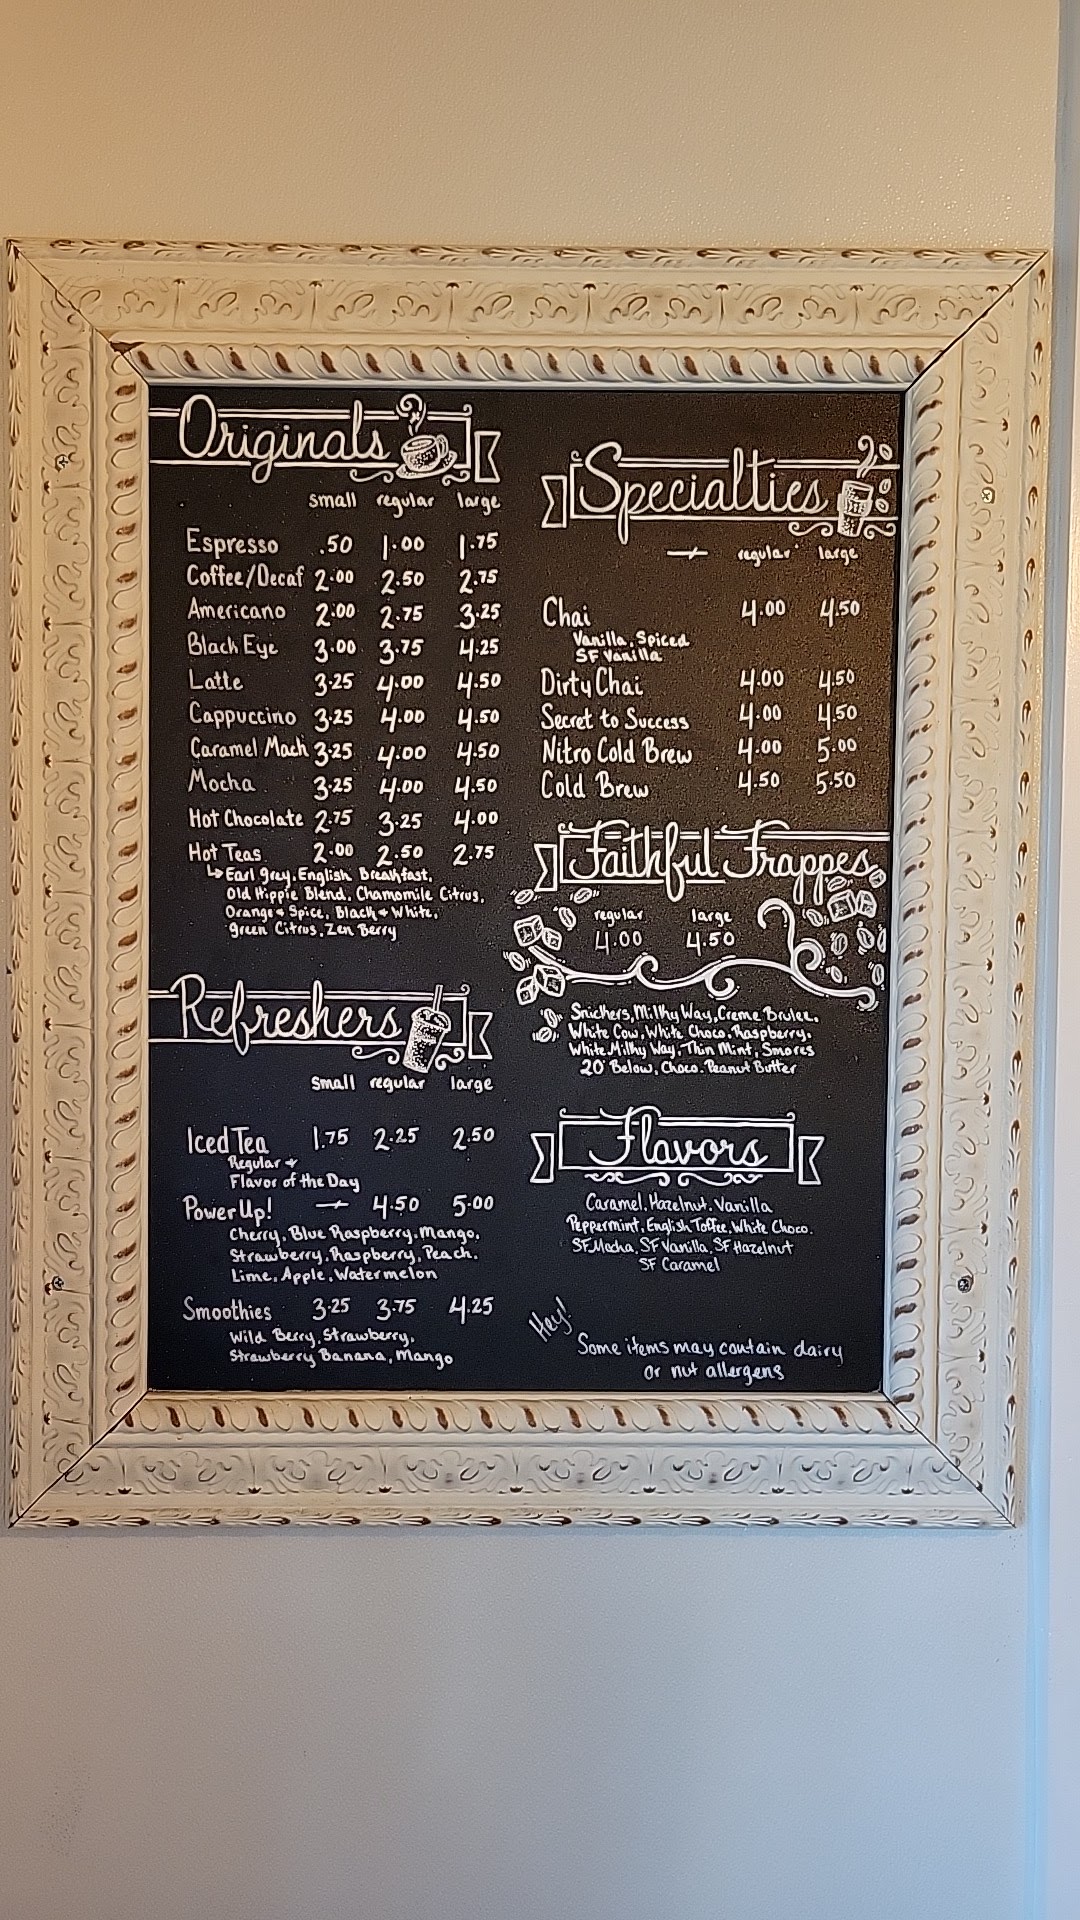 Originals
small regular large
Espresso .50 1.00 1.75
Coffee/Decaf 2.00 2.50 2.75
Americano 2.00 2.75 3.25
Black Eye 3.00 3.75 4.25
Latte 3.25 4.00 4.50
Cappuccino 3.25 4.00 4.50
Caramel Mach 3.25 4.00 4.50
Mocha 3.25 4.00 4.50
Hot Chocolate 2.75 3.25 4.00
Hot Teas 2.00 2.50 2.75
Earl Grey, English Breakfast,
Old Hippie Blend, Chamomile Citrus,
Orange & Spice, Black & White,
Green Citrus, Zen Berry
Refreshers
small regular large
Iced Tea 1.75 2.25 2.50
Regular &
Flavor of the Day
Power Up! — 4.50 5.00
Cherry, Blue Raspberry, Mango,
Strawberry, Raspberry, Peach,
Lime, Apple, Watermelon
Smoothies 3.25 3.75 4.25
Wild Berry, Strawberry,
Strawberry Banana, Mango
Specialties
— regular large
Chai 4.00 4.50
Vanilla, Spiced
SF Vanilla
Dirty Chai 4.00 4.50
Secret to Success 4.00 4.50
Nitro Cold Brew 4.00 5.00
Cold Brew 4.50 5.50
Faithful Frappes
regular large
4.00 4.50
Snickers, Milky Way, Creme Brulee,
White Cow, White Choco. Raspberry,
White Milky Way, Thin Mint, Smores
20° Below, Choco. Peanut Butter
Flavors
Caramel, Hazelnut, Vanilla
Peppermint, English Toffee, White Choco.
SF Mocha, SF Vanilla, SF Hazelnut
SF Caramel
Hey!
Some items may contain dairy
or nut allergens